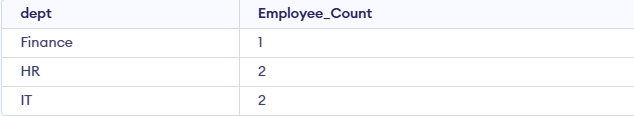 dept Employee_Count
Finance 1
HR 2
IT 2